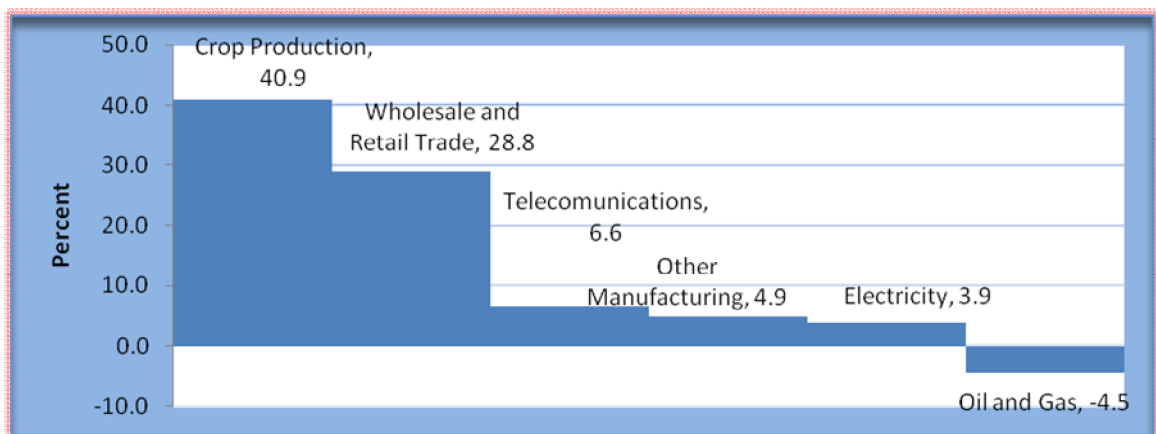 50.0
40.0
30.0
20.0
10.0
0.0
-10.0
Percent
Crop Production,
40.9
Wholesale and
Retail Trade, 28.8
Telecomunications,
6.6
Other
Manufacturing, 4.9
Electricity, 3.9
Oil and Gas, -4.5